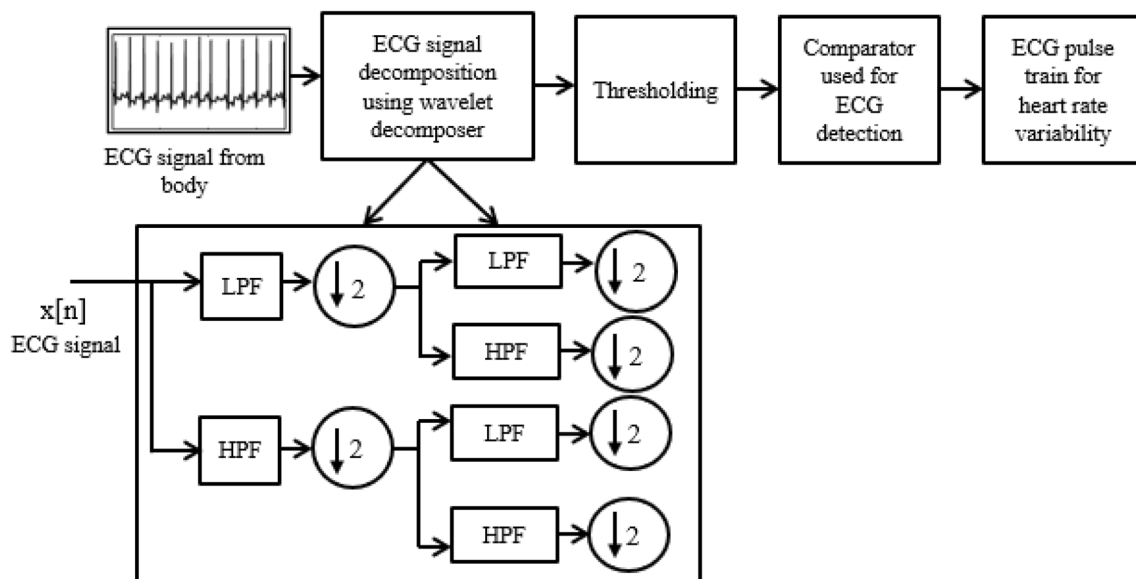 ECG signal from
body
ECG signal
decomposition
using wavelet
decomposer
Thresholding
Comparator
used for
ECG
detection
ECG pulse
train for
heart rate
variability
x[n]
ECG signal
LPF
2
LPF
2
HPF
2
HPF
2
LPF
2
HPF
2